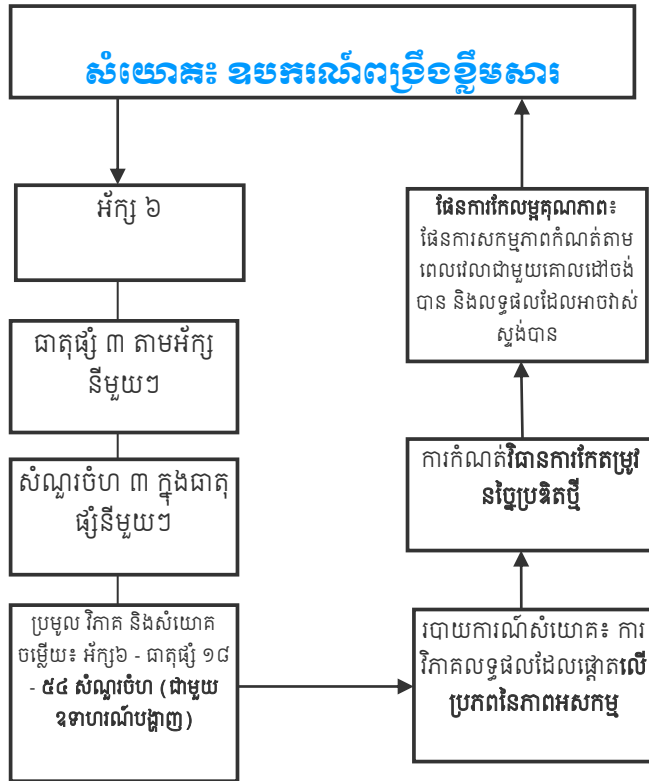 សំយោគ៖ ឧបករណ៍ពង្រឹងខ្លឹមសារ
អ័ក្ស ៦
ធាតុផ្សំ ៣ តាមអ័ក្ស
នីមួយៗ
សំណួរចំហ ៣ ក្នុងធាតុ
ផ្សំនីមួយៗ
ប្រមូល វិភាគ និងសំយោគ
ចម្លើយ៖ អ័ក្ស៦ - ធាតុផ្សំ ១៨
- ៥៤ សំណួរចំហ (ជាមួយ
ឧទាហរណ៍បង្ហាញ)
របាយការណ៍សំយោគ៖ ការ
វិភាគលទ្ធផលដែលផ្តោតលើ
ប្រភពនៃភាពអសកម្ម
ការកំណត់វិធានការកែតម្រូវ
នច្នៃប្រឌិតថ្មី
ផែនការកែលម្អគុណភាព៖
ផែនការសកម្មភាពកំណត់តាម
ពេលវេលាជាមួយគោលដៅចង់
បាន និងលទ្ធផលដែលអាចវាស់
ស្ទង់បាន